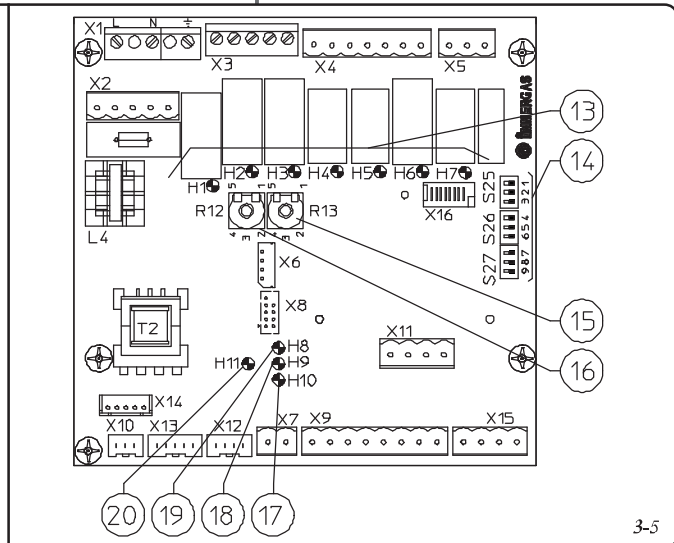 L N
X1
X3
X4
X5
X2
IMMERGAS
13
14
H1 H2 H3 H4 H5 H6 H7
S25
3 2 1
S26
6 5 4
S27
9 8 7
X16
L4
R12
5 1
4 3 2
R13
5 1
4 3 2
X6
X8
15
T2
X11
16
H8
H11 H9
H10
X14
X10 X13 X12 X7 X9 X15
20 19 18 17
3-5